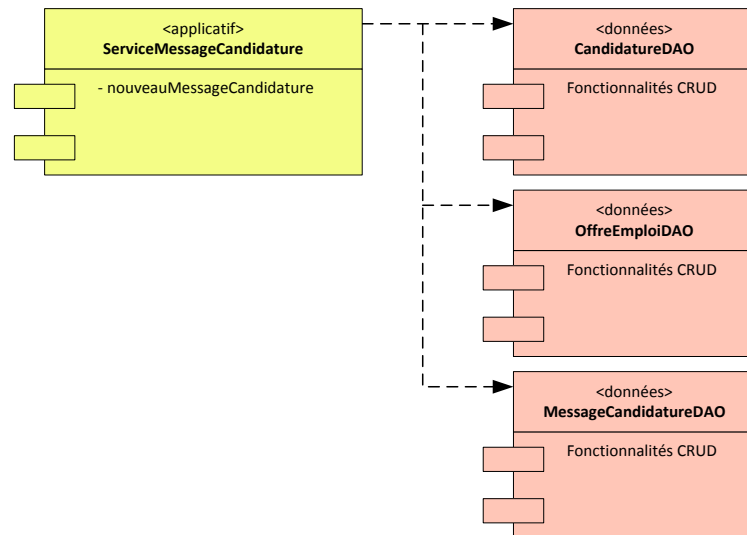 <applicatif>
ServiceMessageCandidature
- nouveauMessageCandidature
<données>
CandidatureDAO
Fonctionnalités CRUD
<données>
OffreEmploiDAO
Fonctionnalités CRUD
<données>
MessageCandidatureDAO
Fonctionnalités CRUD